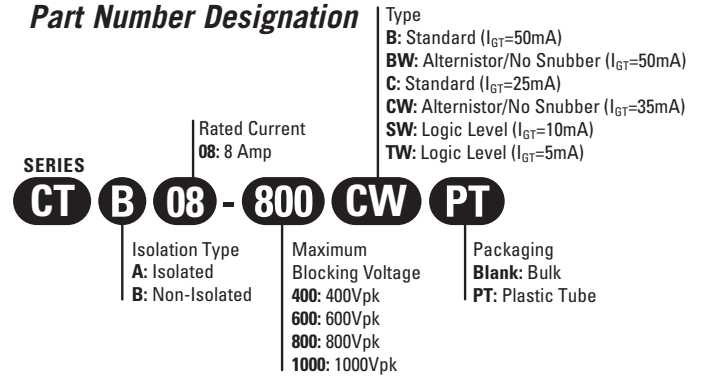 Part Number Designation
Type
B: Standard (IGT=50mA)
BW: Alternistor/No Snubber (IGT=50mA)
C: Standard (IGT=25mA)
CW: Alternistor/No Snubber (IGT=35mA)
SW: Logic Level (IGT=10mA)
TW: Logic Level (IGT=5mA)
Rated Current
08: 8 Amp
SERIES
CT B 08 - 800 CW PT
Isolation Type
A: Isolated
B: Non-Isolated
Maximum
Blocking Voltage
400: 400Vpk
600: 600Vpk
800: 800Vpk
1000: 1000Vpk
Packaging
Blank: Bulk
PT: Plastic Tube